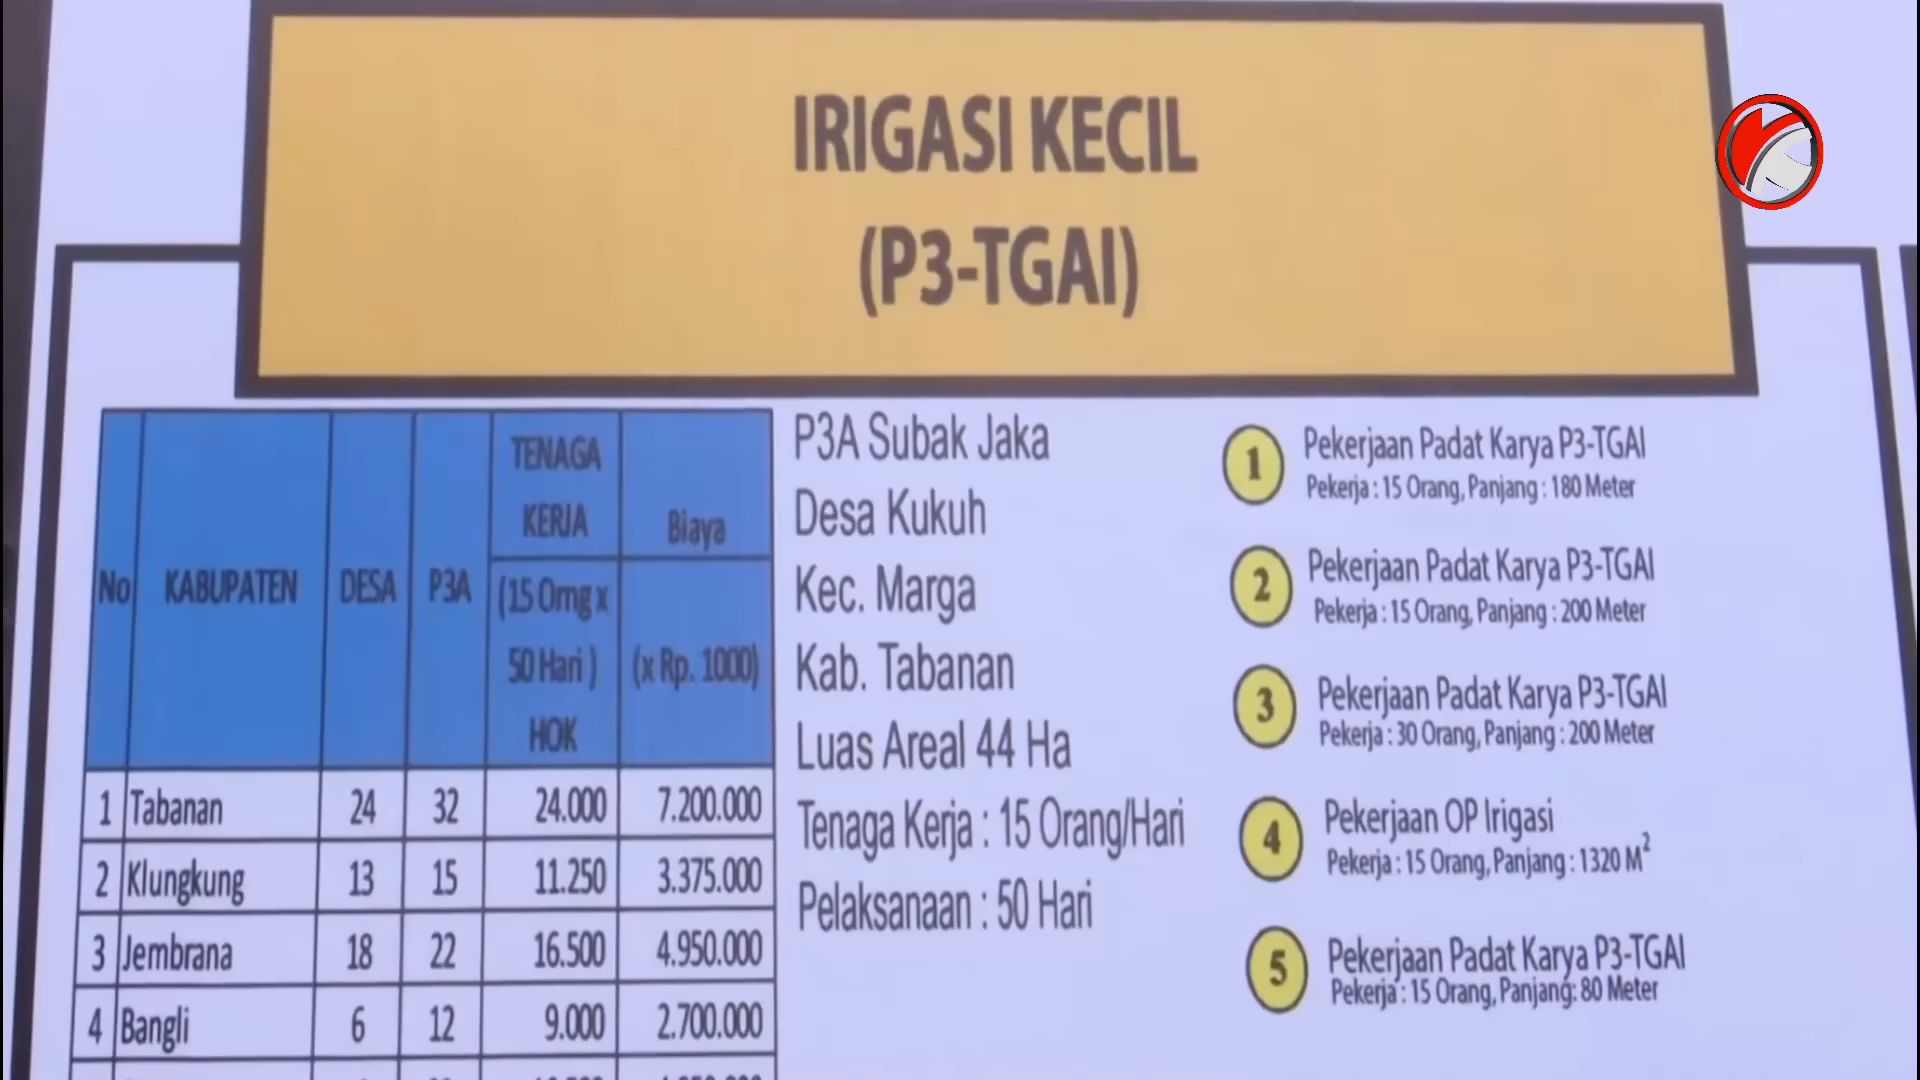 IRIGASI KECIL
(P3-TGAI)
No KABUPATEN DESA P3A TENAGA KERJA (15 Orng x 50 Hari ) HOK Biaya (x Rp. 1000)
1 Tabanan 24 32 24.000 7.200.000
2 Klungkung 13 15 11.250 3.375.000
3 Jembrana 18 22 16.500 4.950.000
4 Bangli 6 12 9.000 2.700.000
P3A Subak Jaka
Desa Kukuh
Kec. Marga
Kab. Tabanan
Luas Areal 44 Ha
Tenaga Kerja : 15 Orang/Hari
Pelaksanaan : 50 Hari
1 Pekerjaan Padat Karya P3-TGAI
Pekerja : 15 Orang, Panjang : 180 Meter
2 Pekerjaan Padat Karya P3-TGAI
Pekerja : 15 Orang, Panjang : 200 Meter
3 Pekerjaan Padat Karya P3-TGAI
Pekerja : 30 Orang, Panjang : 200 Meter
4 Pekerjaan OP Irigasi
Pekerja : 15 Orang, Panjang : 1320 M²
5 Pekerjaan Padat Karya P3-TGAI
Pekerja : 15 Orang, Panjang: 80 Meter